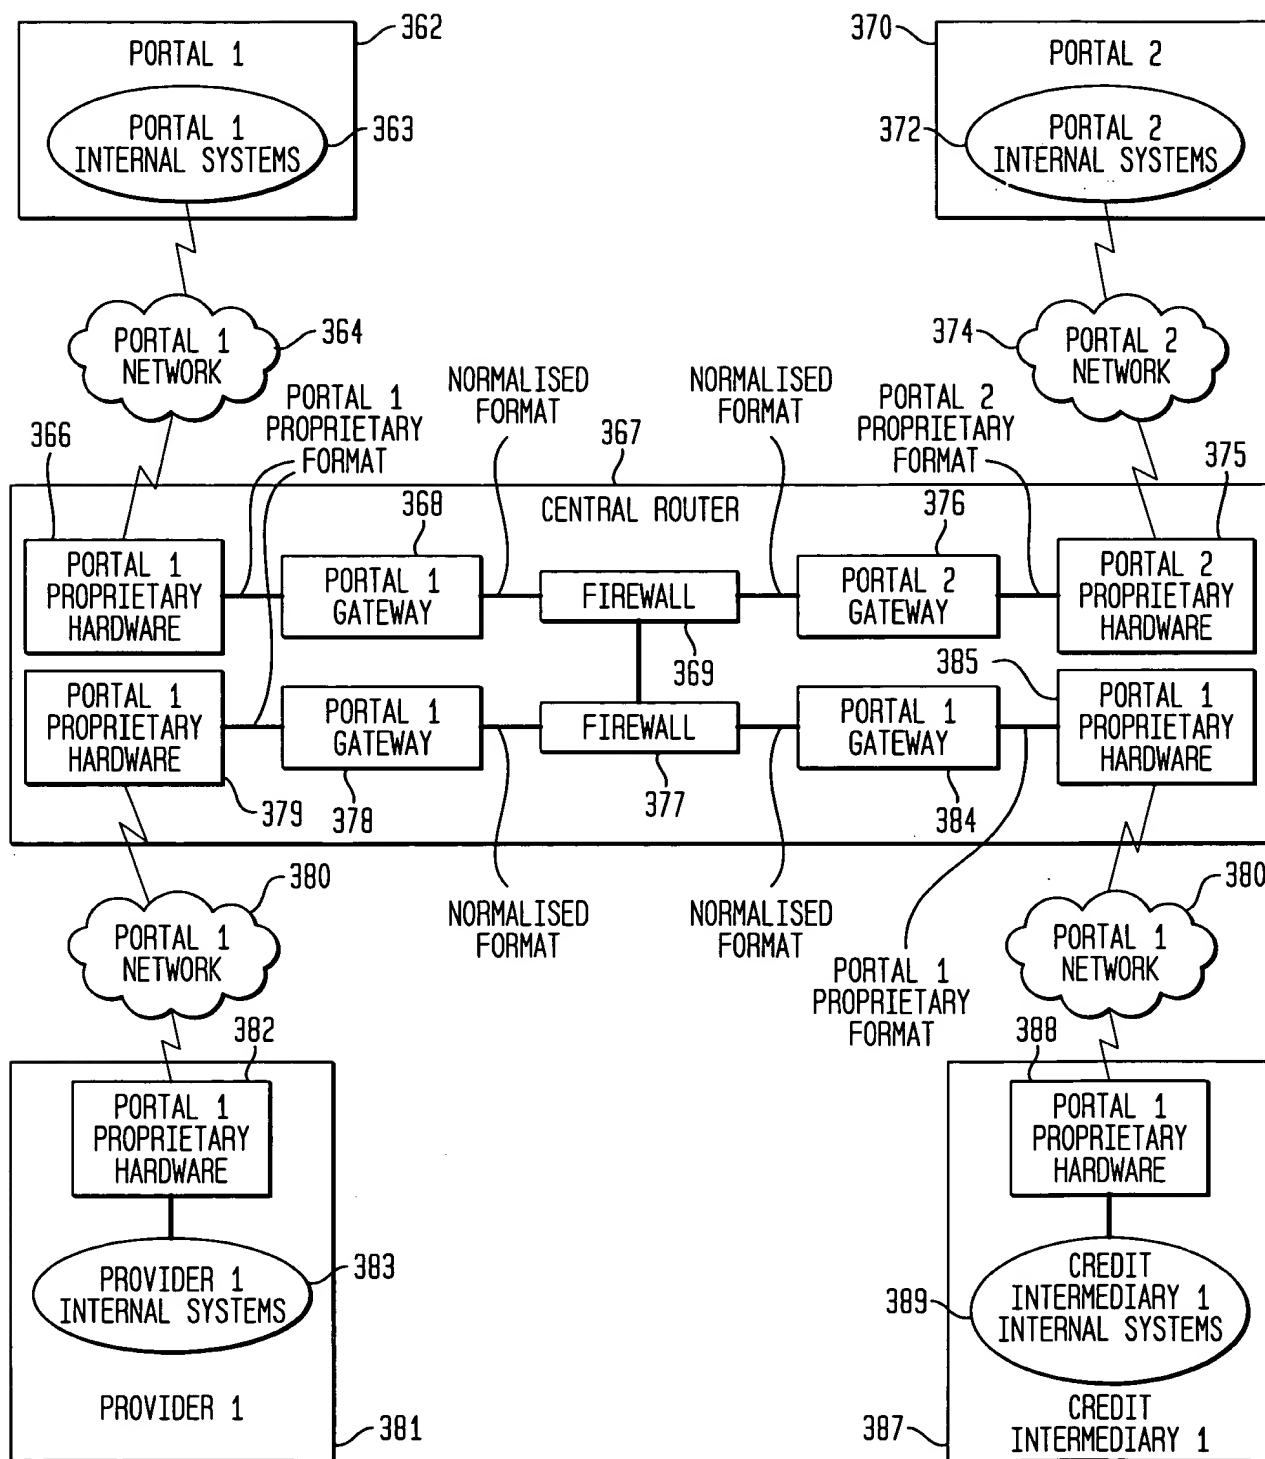 362
PORTAL 1
PORTAL 1
INTERNAL SYSTEMS
363
370
PORTAL 2
372
PORTAL 2
INTERNAL SYSTEMS
PORTAL 1
NETWORK
364
374
PORTAL 2
NETWORK
366
PORTAL 1
PROPRIETARY
FORMAT
NORMALISED
FORMAT
367
NORMALISED
FORMAT
PORTAL 2
PROPRIETARY
FORMAT
375
CENTRAL ROUTER
368
376
PORTAL 1
PROPRIETARY
HARDWARE
PORTAL 1
GATEWAY
FIREWALL
369
PORTAL 2
GATEWAY
PORTAL 2
PROPRIETARY
HARDWARE
385
PORTAL 1
PROPRIETARY
HARDWARE
379
PORTAL 1
GATEWAY
378
FIREWALL
377
PORTAL 1
GATEWAY
384
PORTAL 1
PROPRIETARY
HARDWARE
380
PORTAL 1
NETWORK
NORMALISED
FORMAT
NORMALISED
FORMAT
PORTAL 1
PROPRIETARY
FORMAT
380
PORTAL 1
NETWORK
382
PORTAL 1
PROPRIETARY
HARDWARE
PROVIDER 1
INTERNAL SYSTEMS
383
PROVIDER 1
381
388
PORTAL 1
PROPRIETARY
HARDWARE
389
CREDIT
INTERMEDIARY 1
INTERNAL SYSTEMS
387
CREDIT
INTERMEDIARY 1